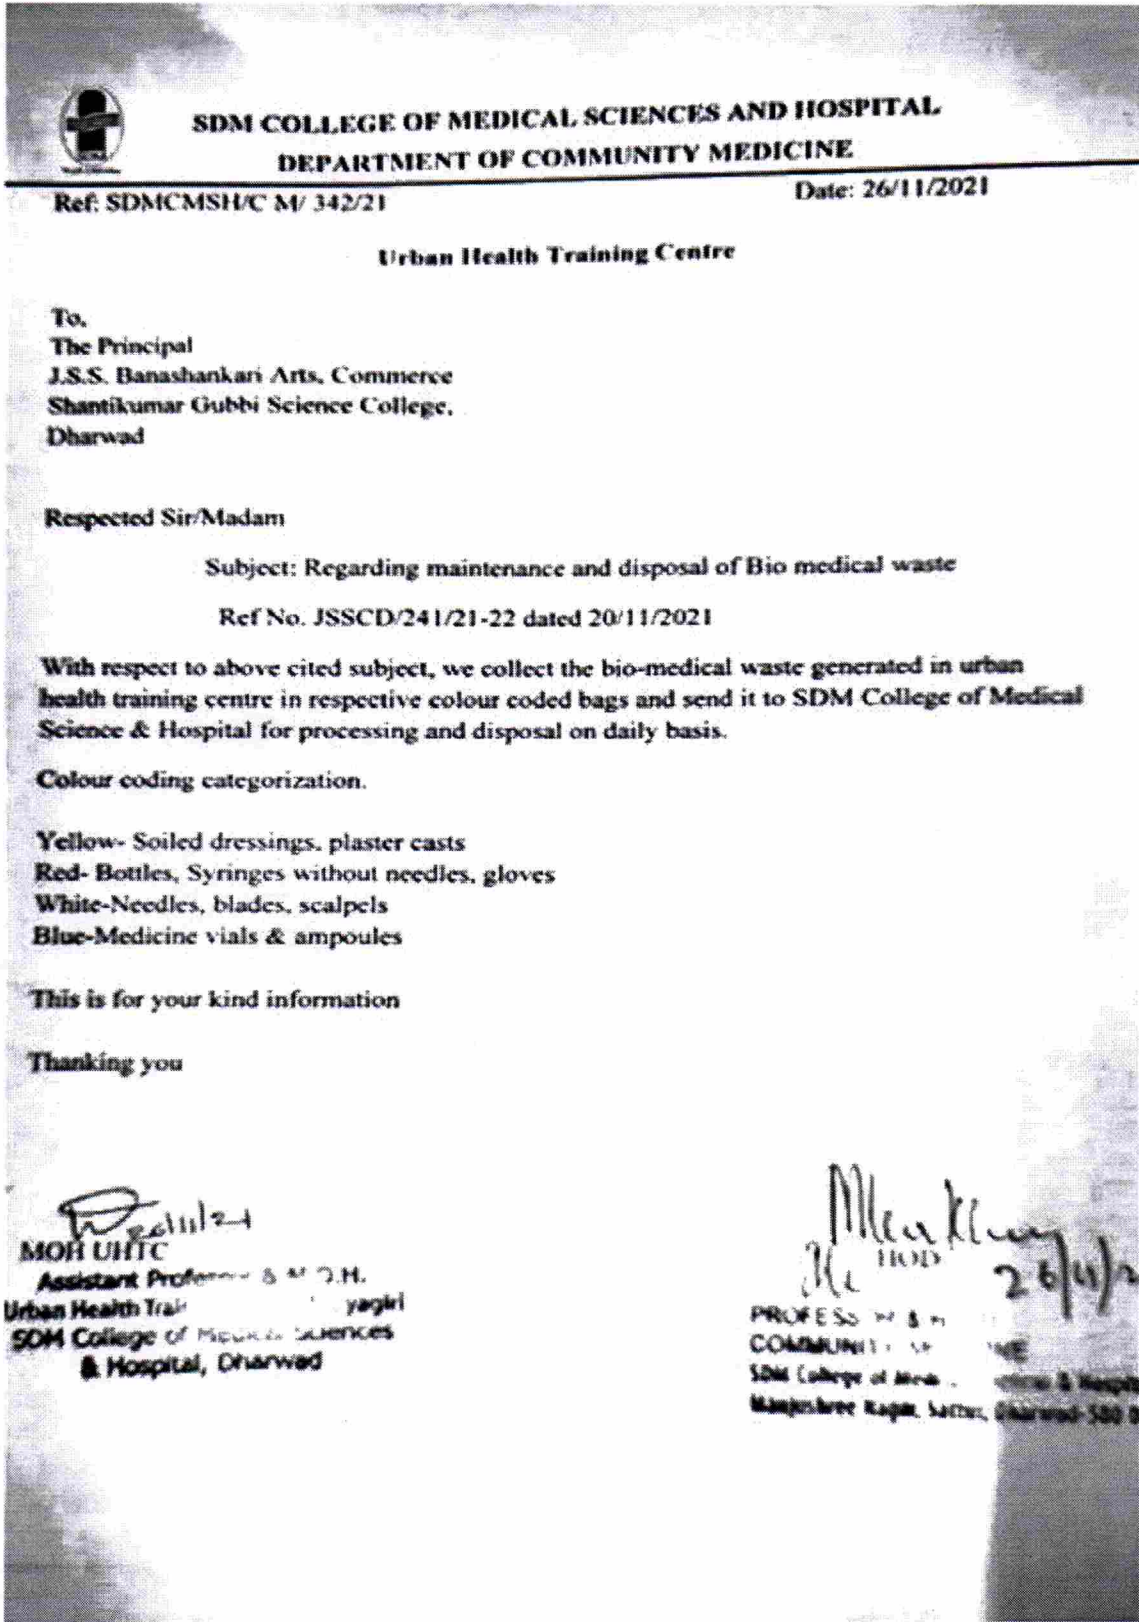 SDM COLLEGE OF MEDICAL SCIENCES AND HOSPITAL
DEPARTMENT OF COMMUNITY MEDICINE
Ref: SDMCMSH/C M/ 342/21
Date: 26/11/2021
Urban Health Training Centre
To,
The Principal
J.S.S. Banashankari Arts, Commerce
Shantikumar Gubbi Science College,
Dharwad
Respected Sir/Madam
Subject: Regarding maintenance and disposal of Bio medical waste
Ref No. JSSCD/241/21-22 dated 20/11/2021
With respect to above cited subject, we collect the bio-medical waste generated in urban
health training centre in respective colour coded bags and send it to SDM College of Medical
Science & Hospital for processing and disposal on daily basis.
Colour coding categorization.
Yellow- Soiled dressings, plaster casts
Red- Bottles, Syringes without needles, gloves
White-Needles, blades, scalpels
Blue-Medicine vials & ampoules
This is for your kind information
Thanking you
MOH UHTC
Assistant
Urban Health
SDM College of Sciences
& Hospital, Dharwad
HOD
26/11/2
SDM College of & 
Dharwad-580